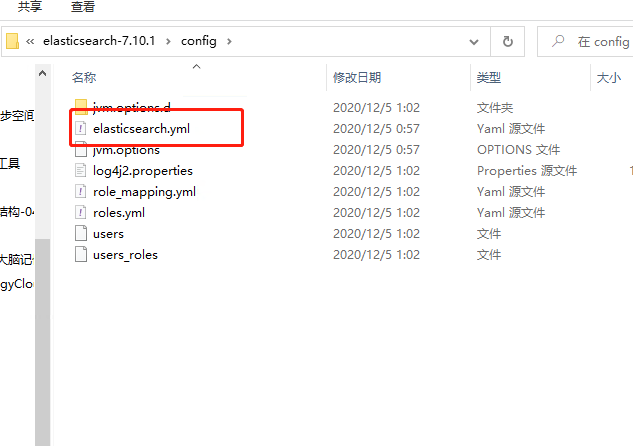 共享 查看
« elasticsearch-7.10.1 › config › 在 config
名称 修改日期 类型 大小
jvm.options.d 2020/12/5 1:02 文件夹
elasticsearch.yml 2020/12/5 0:57 Yaml 源文件
jvm.options 2020/12/5 0:57 OPTIONS 文件
log4j2.properties 2020/12/5 1:02 Properties 源文件 1
role_mapping.yml 2020/12/5 1:02 Yaml 源文件
roles.yml 2020/12/5 1:02 Yaml 源文件
users 2020/12/5 1:02 文件
users_roles 2020/12/5 1:02 文件
步空间
工具
结构-04
大脑记
gyClou